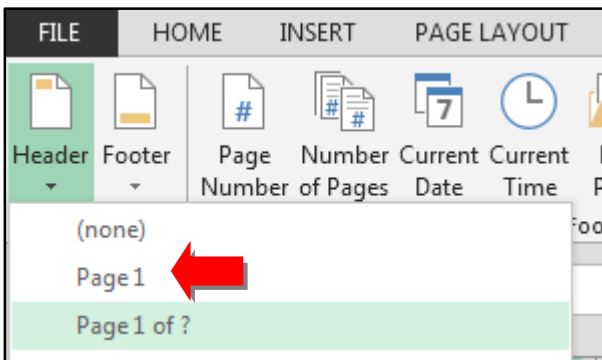 FILE HOME INSERT PAGE LAYOUT
#
#
#
7
Header Footer Page Number Current Current
Number of Pages Date Time
(none)
Page 1
Page 1 of ?